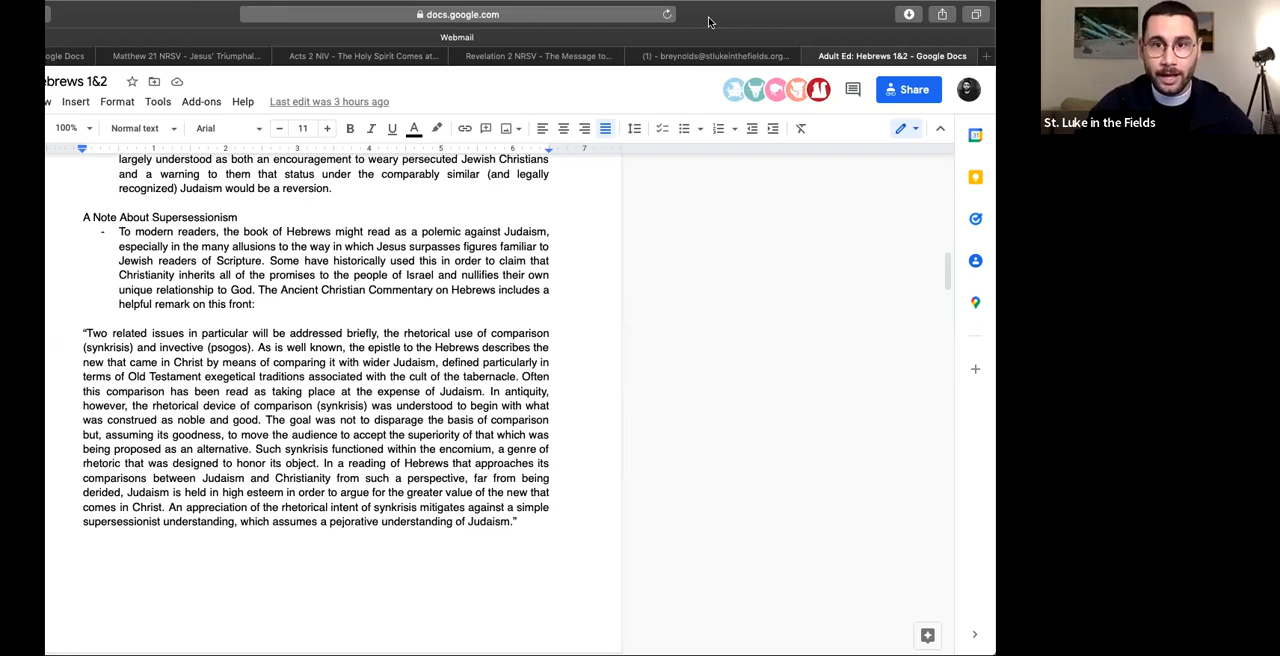 docs.google.com
Webmail
gle Docs
Matthew 21 NRSV - Jesus' Triumphal...
Acts 2 NIV - The Holy Spirit Comes at...
Revelation 2 NRSV - The Message to...
(1) - breynolds@stlukeinthefields.org...
Adult Ed: Hebrews 1&2 - Google Docs
ebrews 1&2
Share
w Insert Format Tools Add-ons Help Last edit was 3 hours ago
100% Normal text Arial 11 B I U A
1 2 3 4 5 6 7
largely understood as both an encouragement to weary persecuted Jewish Christians
and a warning to them that status under the comparably similar (and legally
recognized) Judaism would be a reversion.
A Note About Supersessionism
- To modern readers, the book of Hebrews might read as a polemic against Judaism,
especially in the many allusions to the way in which Jesus surpasses figures familiar to
Jewish readers of Scripture. Some have historically used this in order to claim that
Christianity inherits all of the promises to the people of Israel and nullifies their own
unique relationship to God. The Ancient Christian Commentary on Hebrews includes a
helpful remark on this front:
“Two related issues in particular will be addressed briefly, the rhetorical use of comparison
(synkrisis) and invective (psogos). As is well known, the epistle to the Hebrews describes the
new that came in Christ by means of comparing it with wider Judaism, defined particularly in
terms of Old Testament exegetical traditions associated with the cult of the tabernacle. Often
this comparison has been read as taking place at the expense of Judaism. In antiquity,
however, the rhetorical device of comparison (synkrisis) was understood to begin with what
was construed as noble and good. The goal was not to disparage the basis of comparison
but, assuming its goodness, to move the audience to accept the superiority of that which was
being proposed as an alternative. Such synkrisis functioned within the encomium, a genre of
rhetoric that was designed to honor its object. In a reading of Hebrews that approaches its
comparisons between Judaism and Christianity from such a perspective, far from being
derided, Judaism is held in high esteem in order to argue for the greater value of the new that
comes in Christ. An appreciation of the rhetorical intent of synkrisis mitigates against a simple
supersessionist understanding, which assumes a pejorative understanding of Judaism.”
St. Luke in the Fields